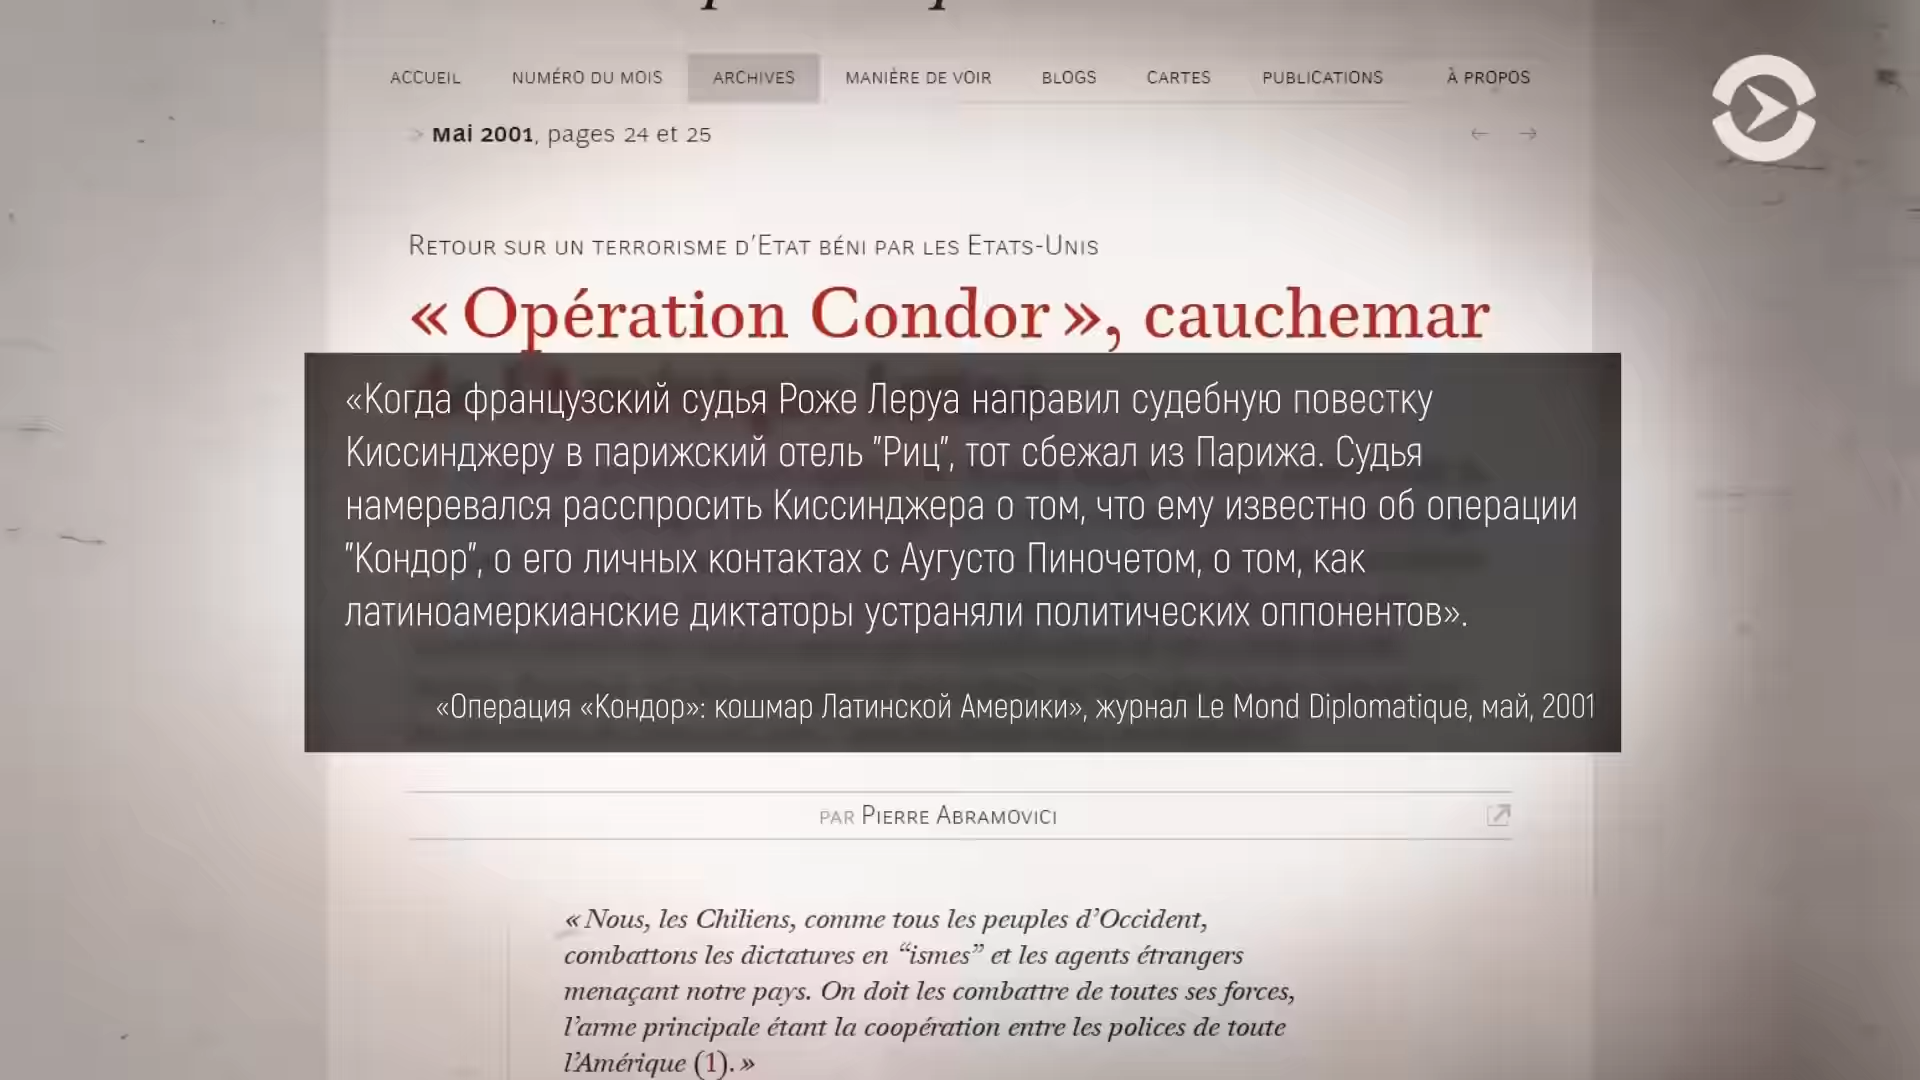 ACCUEIL NUMÉRO DU MOIS ARCHIVES MANIÈRE DE VOIR BLOGS CARTES PUBLICATIONS À PROPOS
> Mai 2001, pages 24 et 25
Retour sur un terrorisme d'Etat béni par les Etats-Unis
« Opération Condor », cauchemar
«Когда французский судья Роже Леруа направил судебную повестку
Киссинджеру в парижский отель "Риц", тот сбежал из Парижа. Судья
намеревался расспросить Киссинджера о том, что ему известно об операции
"Кондор", о его личных контактах с Аугусто Пиночетом, о том, как
латиноамеркианские диктаторы устраняли политических оппонентов».
«Операция «Кондор»: кошмар Латинской Америки», журнал Le Mond Diplomatique, май, 2001
par Pierre Abramovici
« Nous, les Chiliens, comme tous les peuples d'Occident,
combattons les dictatures en “ismes” et les agents étrangers
menaçant notre pays. On doit les combattre de toutes ses forces,
l'arme principale étant la coopération entre les polices de toute
l'Amérique (1). »